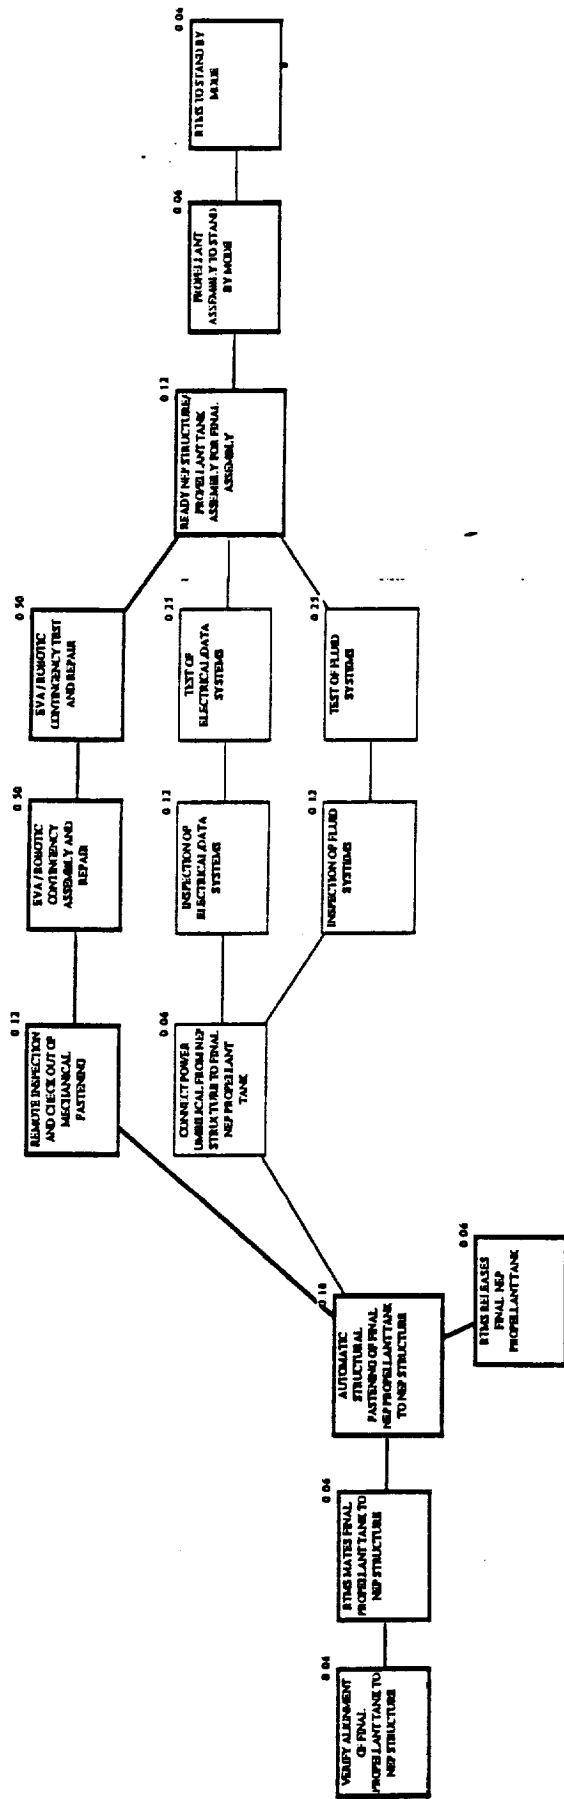 0.04
VERIFY ALIGNMENT
OF FINAL
PROPELLANT TANK TO
NEP STRUCTURE
0.06
RTMS MATES FINAL
PROPELLANT TANK TO
NEP STRUCTURE
0.18
AUTOMATIC
STRUCTURAL
FASTENING OF FINAL
NEP PROPELLANT TANK
TO NEP STRUCTURE
0.06
RTMS RELEASES
FINAL NEP
PROPELLANT TANK
0.12
REMOTE INSPECTION
AND CHECK OUT OF
MECHANICAL
FASTENING
0.06
CONNECT POWER
UMBILICAL FROM NEP
STRUCTURE TO FINAL
NEP PROPELLANT
TANK
0.50
EVA / ROBOTIC
CONTINGENCY
ASSEMBLY AND
REPAIR
0.12
INSPECTION OF
ELECTRICAL/DATA
SYSTEMS
0.12
INSPECTION OF FLUID
SYSTEMS
0.50
EVA / ROBOTIC
CONTINGENCY TEST
AND REPAIR
0.25
TEST OF
ELECTRICAL/DATA
SYSTEMS
0.25
TEST OF FLUID
SYSTEMS
0.12
READY NEP STRUCTURE/
PROPELLANT TANK
ASSEMBLY FOR FINAL
ASSEMBLY
0.06
PROPELLANT
ASSEMBLY TO STAND
BY MODE
0.06
RTMS TO STAND BY
MODE